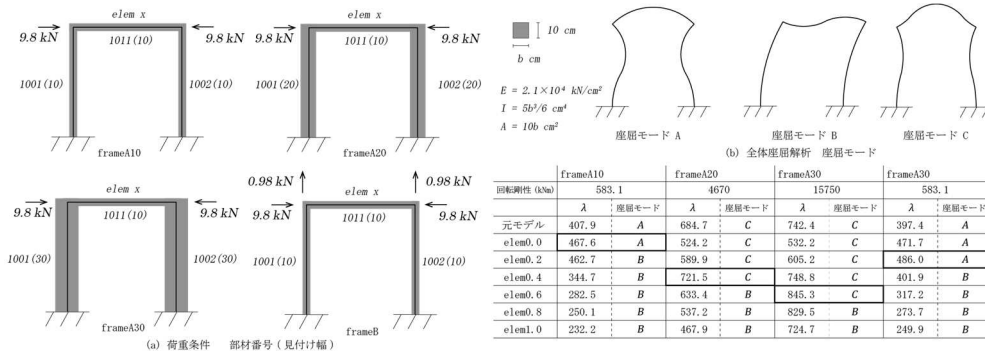 elem x
9.8 kN
9.8 kN
1011(10)
1001(10)
1002(10)
frameA10
elem x
9.8 kN
9.8 kN
1011(10)
1001(20)
1002(20)
frameA20
elem x
9.8 kN
9.8 kN
1011(10)
1001(30)
1002(30)
frameA30
0.98 kN
0.98 kN
elem x
9.8 kN
9.8 kN
1011(10)
1001(10)
1002(10)
frameB
(a) 荷重条件 部材番号(見付け幅)
10 cm
b cm
E = 2.1×10⁴ kN/cm²
I = 5b³/6 cm⁴
A = 10b cm²
座屈モード A
座屈モード B
座屈モード C
(b) 全体座屈解析 座屈モード
frameA10 frameA20 frameA30 frameA30
回転剛性(kNm) 583.1 4670 15750 583.1
λ 座屈モード λ 座屈モード λ 座屈モード λ 座屈モード
元モデル 407.9 A 684.7 C 742.4 C 397.4 A
elem0.0 467.6 A 524.2 C 532.2 C 471.7 A
elem0.2 462.7 B 589.9 C 605.2 C 486.0 A
elem0.4 344.7 B 721.5 C 748.8 C 401.9 B
elem0.6 282.5 B 633.4 B 845.3 C 317.2 B
elem0.8 250.1 B 537.2 B 829.5 B 273.7 B
elem1.0 232.2 B 467.9 B 724.7 B 249.9 B